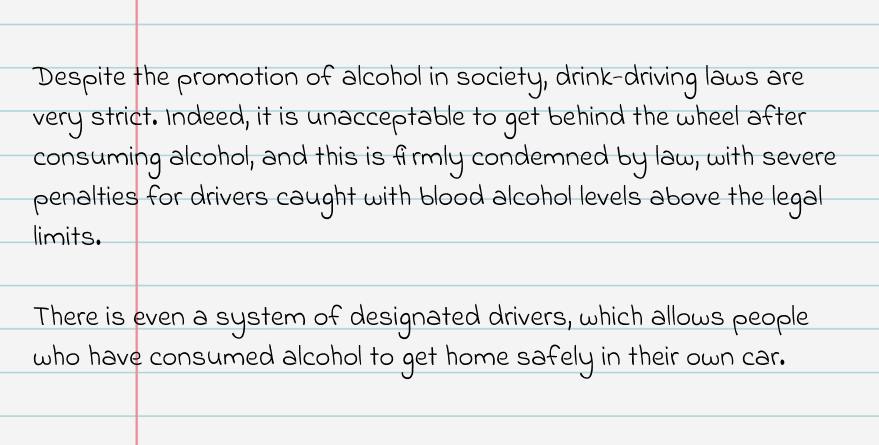 Despite the promotion of alcohol in society, drink-driving laws are
very strict. Indeed, it is unacceptable to get behind the wheel after
consuming alcohol, and this is firmly condemned by law, with severe
penalties for drivers caught with blood alcohol levels above the legal
limits.
There is even a system of designated drivers, which allows people
who have consumed alcohol to get home safely in their own car.